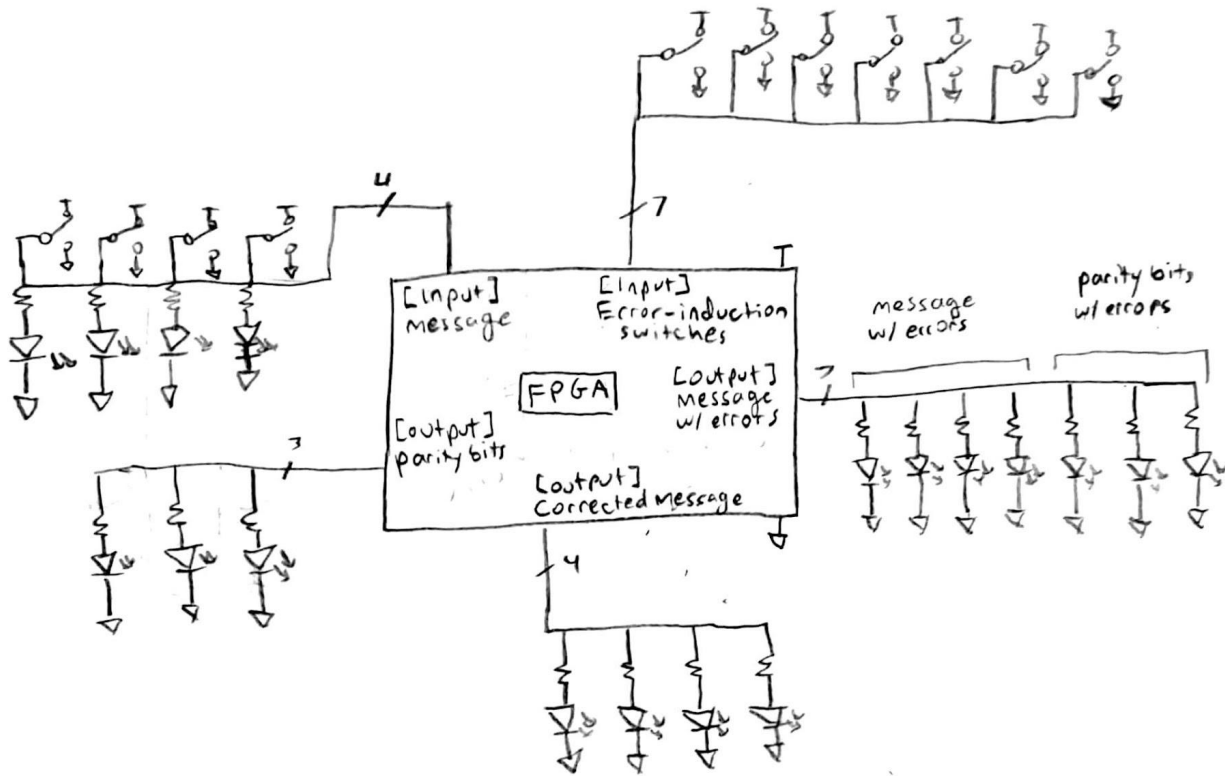 4
7
[Input]
message
[Input]
Error-induction
switches
message
w/ errors
parity bits
w/ errors
FPGA
[output]
message
w/ errors
7
[output]
parity bits
3
[output]
Corrected Message
4